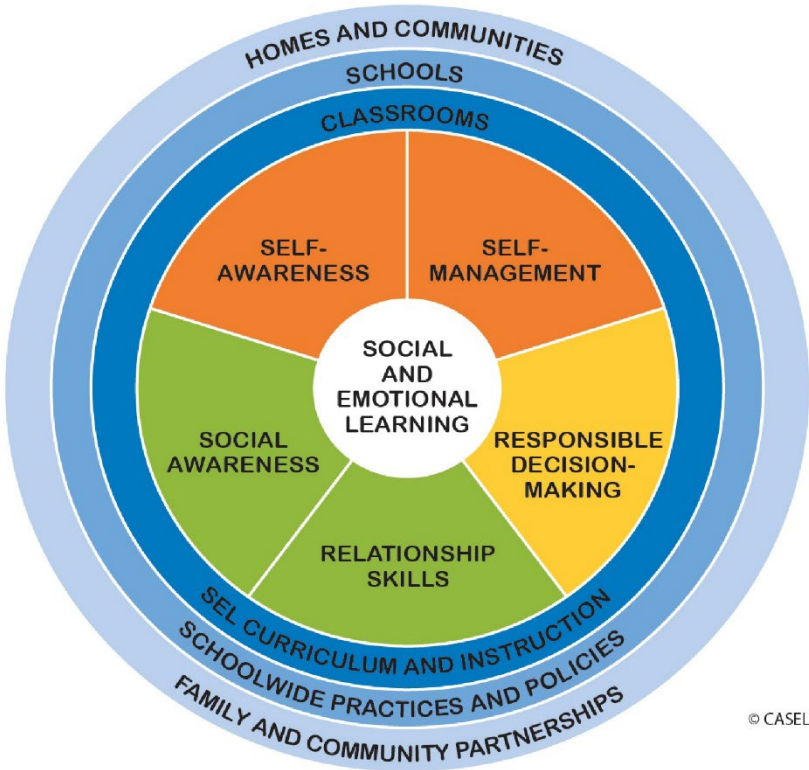 HOMES AND COMMUNITIES
SCHOOLS
CLASSROOMS
SELF-
AWARENESS
SELF-
MANAGEMENT
SOCIAL
AND
EMOTIONAL
LEARNING
SOCIAL
AWARENESS
RESPONSIBLE
DECISION-
MAKING
RELATIONSHIP
SKILLS
SEL CURRICULUM AND INSTRUCTION
SCHOOLWIDE PRACTICES AND POLICIES
FAMILY AND COMMUNITY PARTNERSHIPS
© CASEL